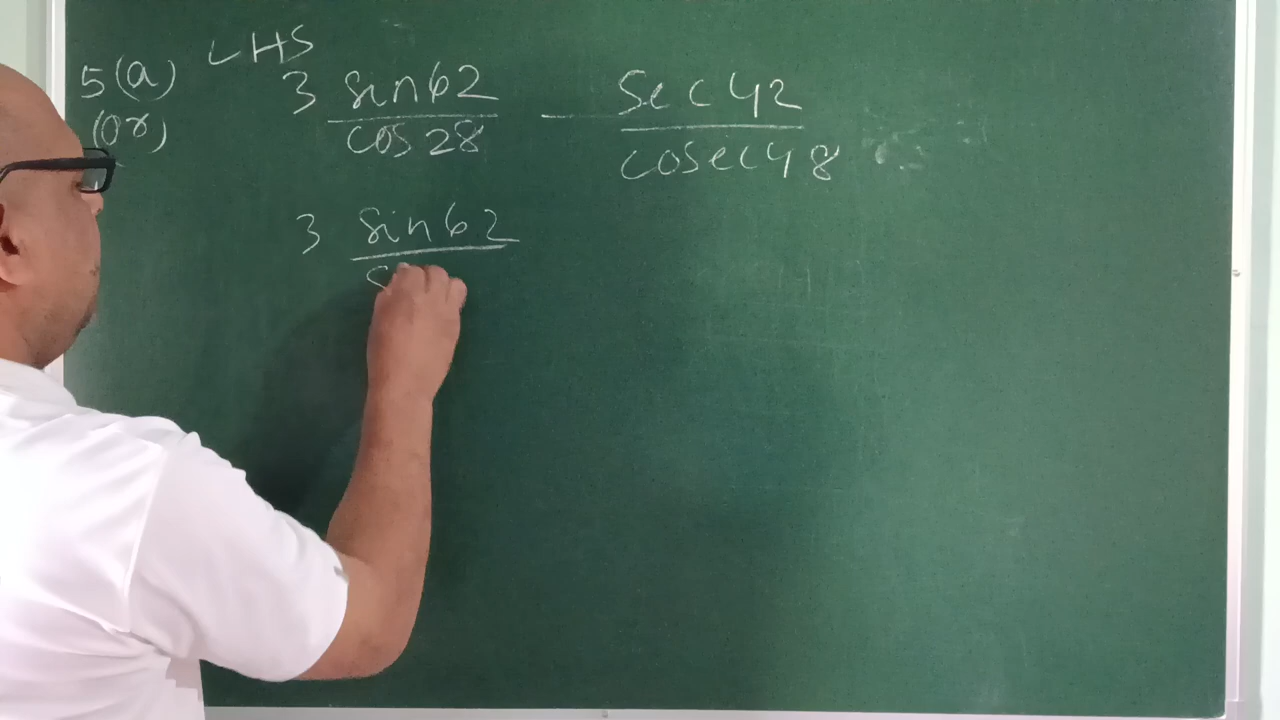 LHS
5(a)
(Or)
3 sin62 / cos28 - Sec42 / cosec48
3 sin62